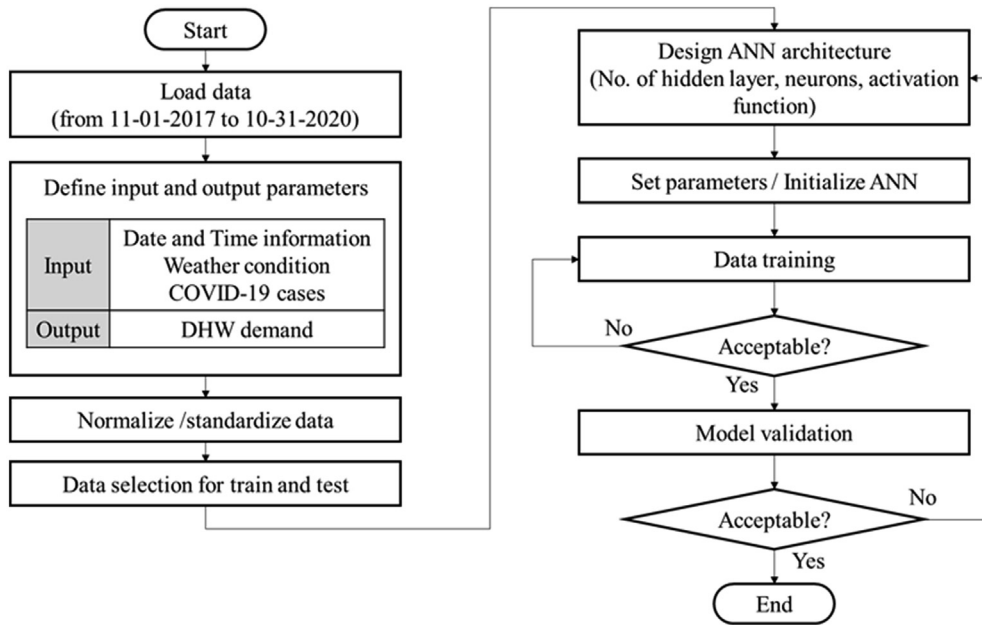 Start
Load data
(from 11-01-2017 to 10-31-2020)
Define input and output parameters
Input
Date and Time information
Weather condition
COVID-19 cases
Output
DHW demand
Normalize /standardize data
Data selection for train and test
Design ANN architecture
(No. of hidden layer, neurons, activation
function)
Set parameters / Initialize ANN
Data training
No
Acceptable?
Yes
Model validation
No
Acceptable?
Yes
End